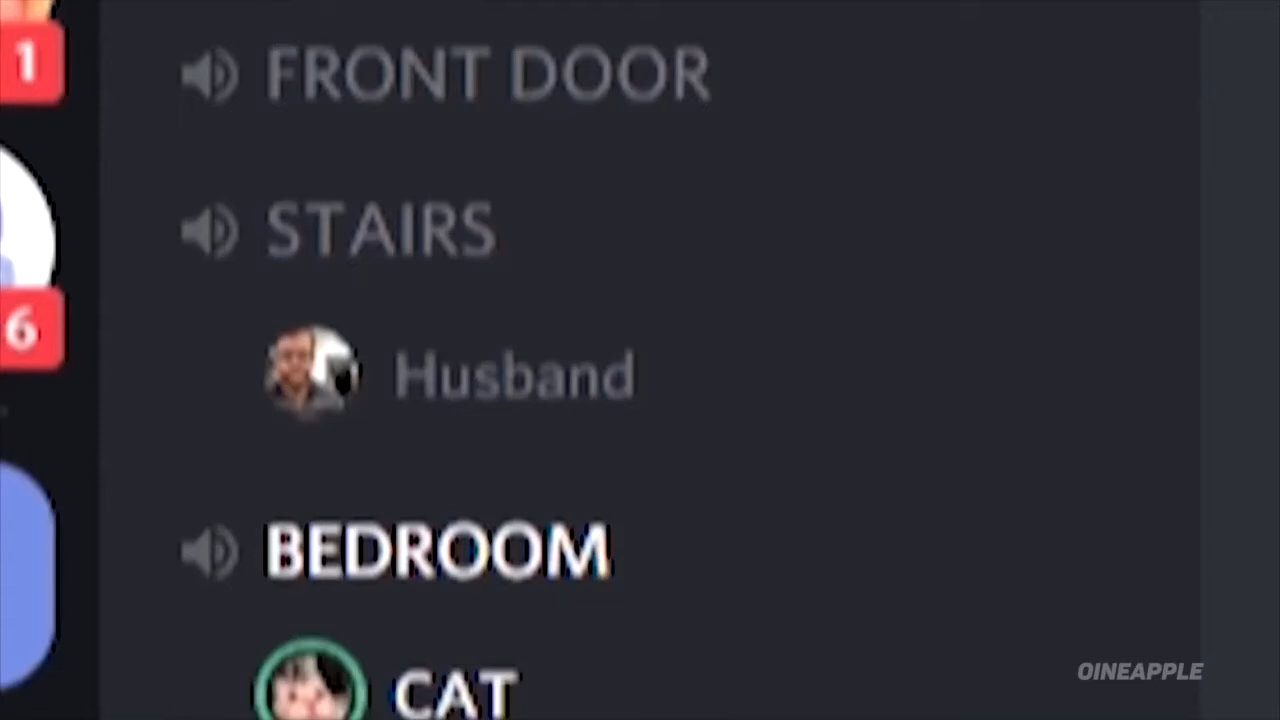 1
FRONT DOOR
STAIRS
6
Husband
BEDROOM
CAT
OINEAPPLE